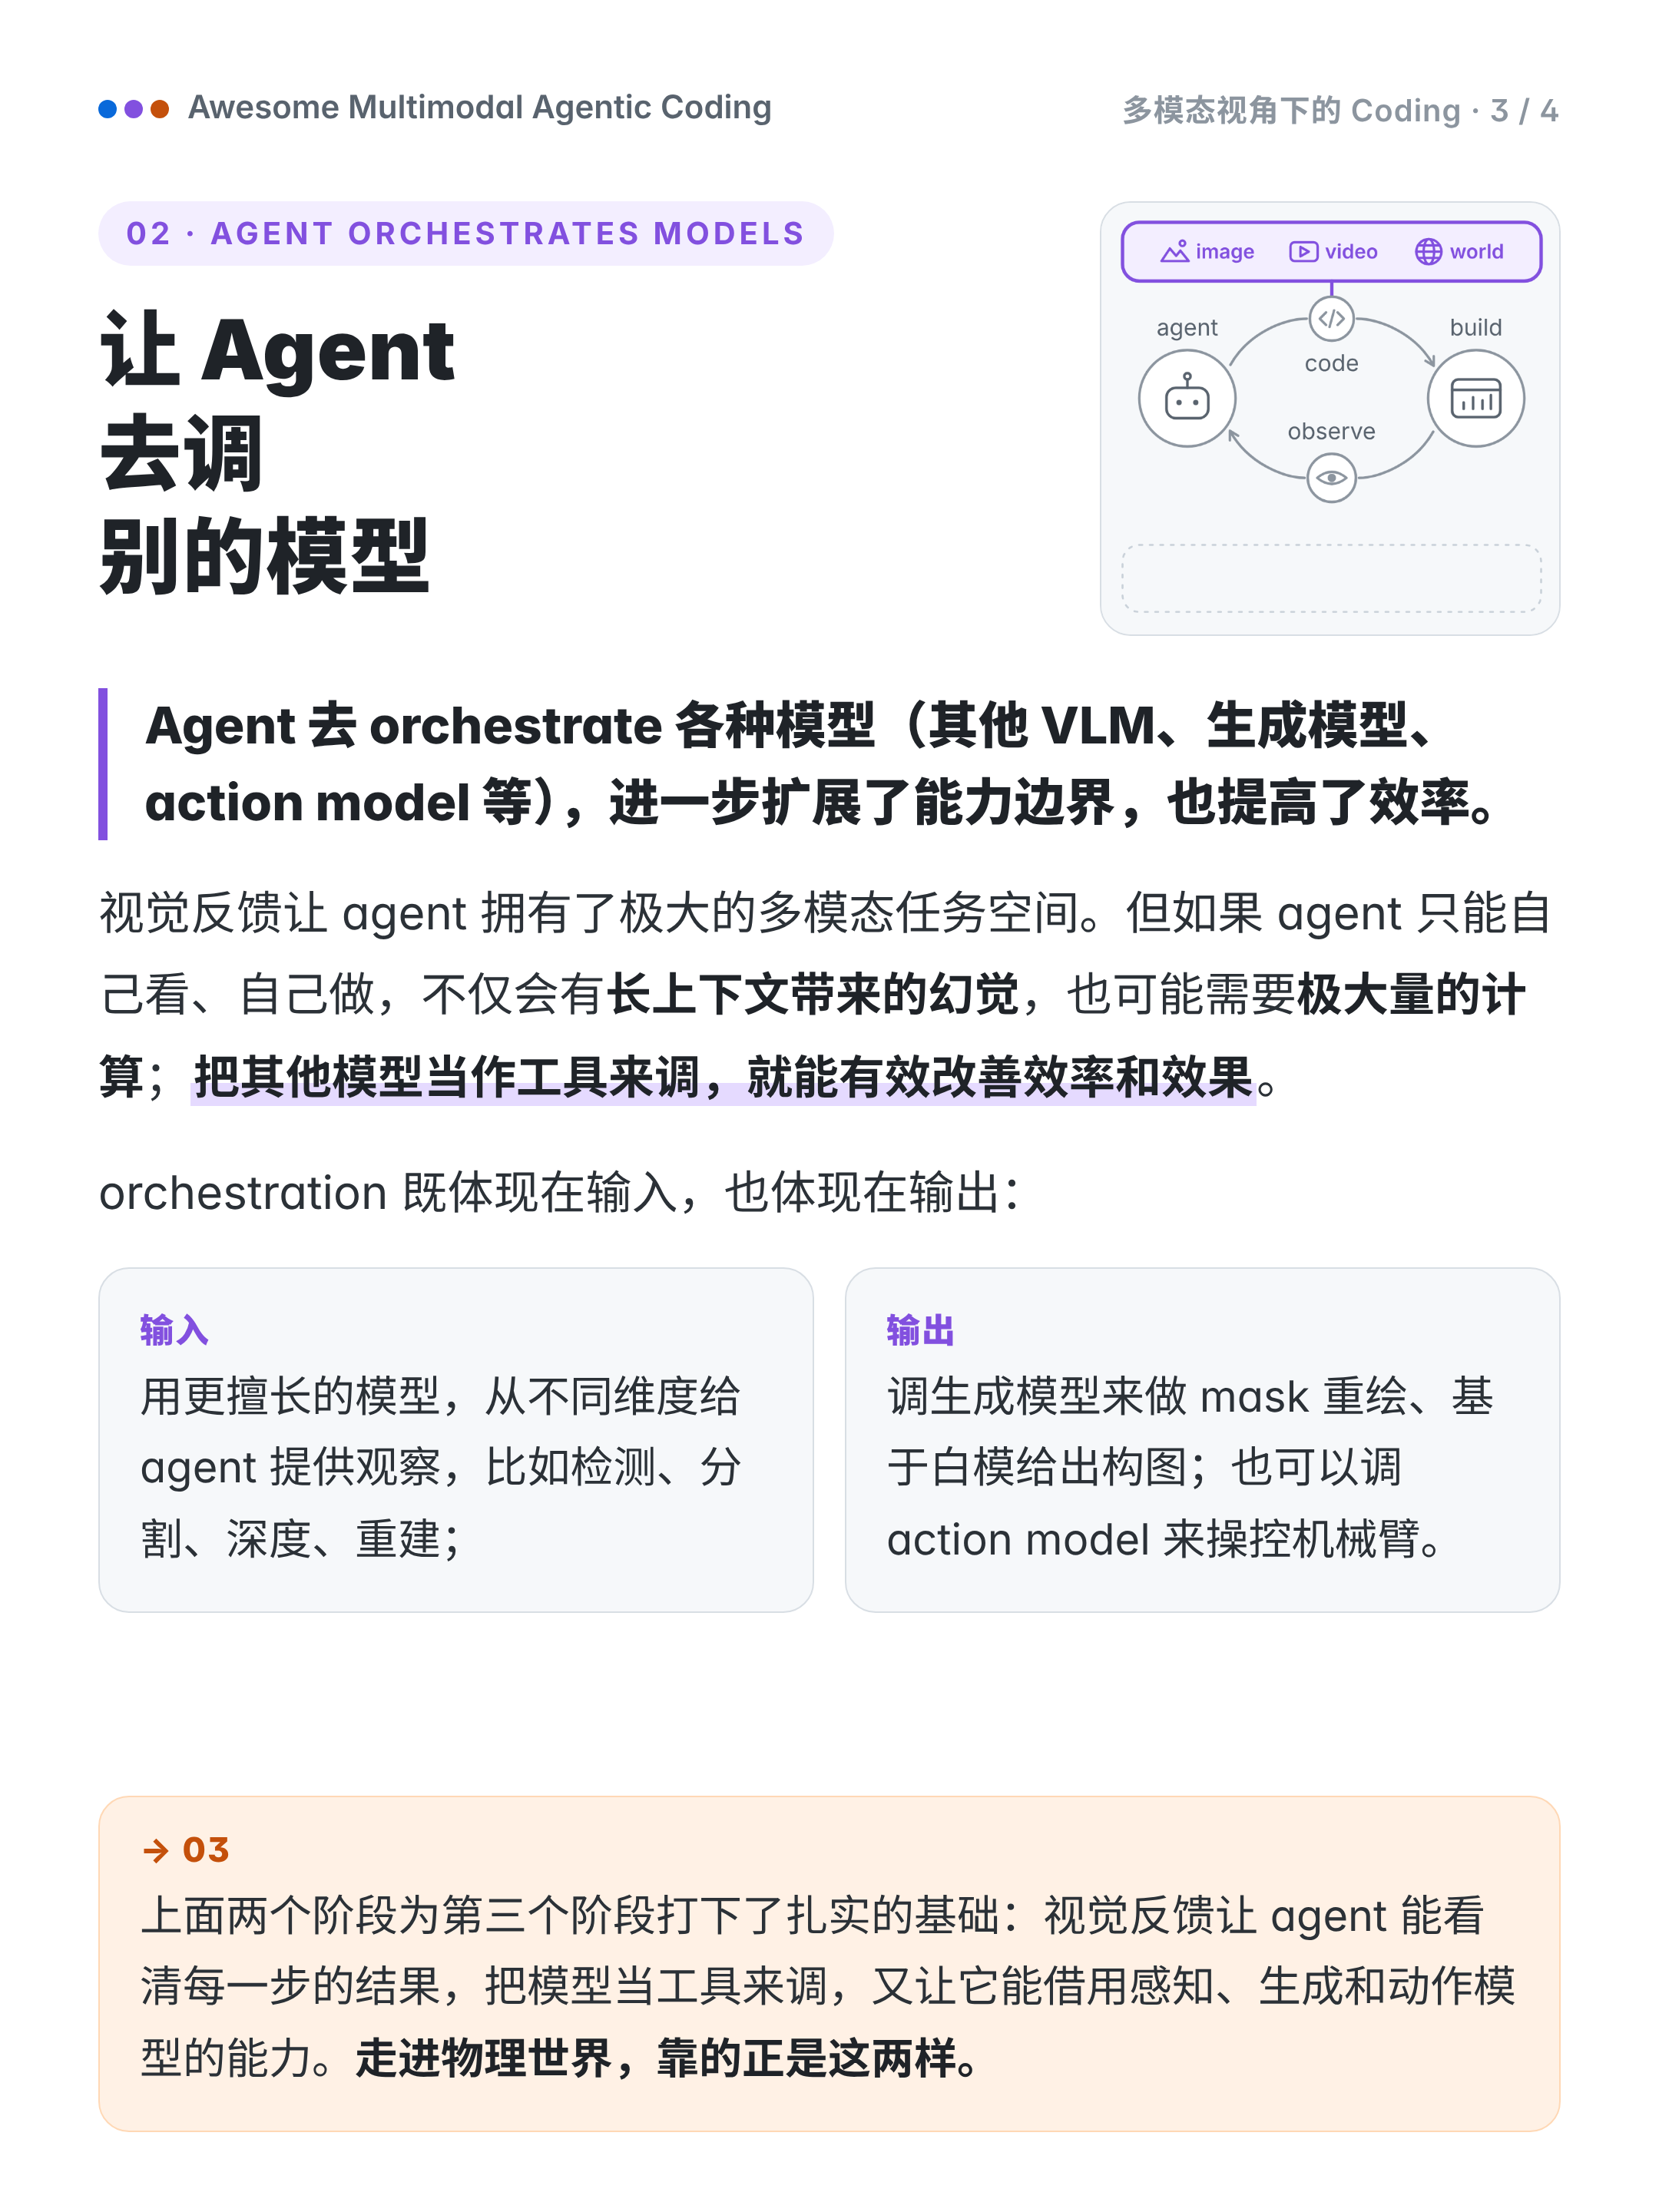 Awesome Multimodal Agentic Coding
多模态视角下的 Coding · 3 / 4
02 · AGENT ORCHESTRATES MODELS
让 Agent
去调
别的模型
image video world
agent
build
code
observe
Agent 去 orchestrate 各种模型（其他 VLM、生成模型、
action model 等），进一步扩展了能力边界，也提高了效率。
视觉反馈让 agent 拥有了极大的多模态任务空间。但如果 agent 只能自
己看、自己做，不仅会有长上下文带来的幻觉，也可能需要极大量的计
算；把其他模型当作工具来调，就能有效改善效率和效果。
orchestration 既体现在输入，也体现在输出：
输入
用更擅长的模型，从不同维度给
agent 提供观察，比如检测、分
割、深度、重建；
输出
调生成模型来做 mask 重绘、基
于白模给出构图；也可以调
action model 来操控机械臂。
→ 03
上面两个阶段为第三个阶段打下了扎实的基础：视觉反馈让 agent 能看
清每一步的结果，把模型当工具来调，又让它能借用感知、生成和动作模
型的能力。走进物理世界，靠的正是这两样。